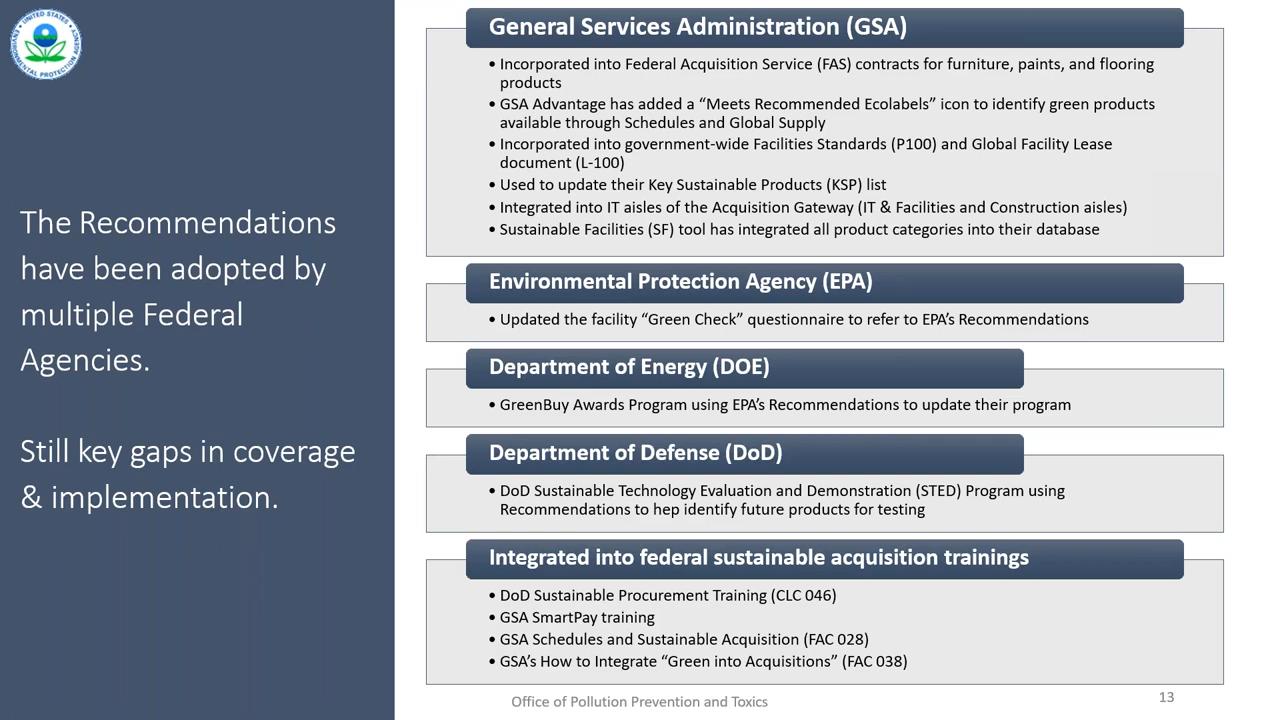 UNITED STATES
ENVIRONMENTAL PROTECTION AGENCY
The Recommendations
have been adopted by
multiple Federal
Agencies.
Still key gaps in coverage
& implementation.
General Services Administration (GSA)
• Incorporated into Federal Acquisition Service (FAS) contracts for furniture, paints, and flooring
products
• GSA Advantage has added a “Meets Recommended Ecolabels” icon to identify green products
available through Schedules and Global Supply
• Incorporated into government-wide Facilities Standards (P100) and Global Facility Lease
document (L-100)
• Used to update their Key Sustainable Products (KSP) list
• Integrated into IT aisles of the Acquisition Gateway (IT & Facilities and Construction aisles)
• Sustainable Facilities (SF) tool has integrated all product categories into their database
Environmental Protection Agency (EPA)
• Updated the facility “Green Check” questionnaire to refer to EPA’s Recommendations
Department of Energy (DOE)
• GreenBuy Awards Program using EPA’s Recommendations to update their program
Department of Defense (DoD)
• DoD Sustainable Technology Evaluation and Demonstration (STED) Program using
Recommendations to hep identify future products for testing
Integrated into federal sustainable acquisition trainings
• DoD Sustainable Procurement Training (CLC 046)
• GSA SmartPay training
• GSA Schedules and Sustainable Acquisition (FAC 028)
• GSA’s How to Integrate “Green into Acquisitions” (FAC 038)
Office of Pollution Prevention and Toxics
13